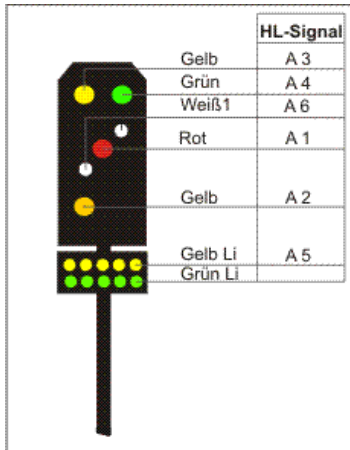 HL-Signal
Gelb A 3
Grün A 4
Weiß1 A 6
Rot A 1
Gelb A 2
Gelb Li A 5
Grün Li